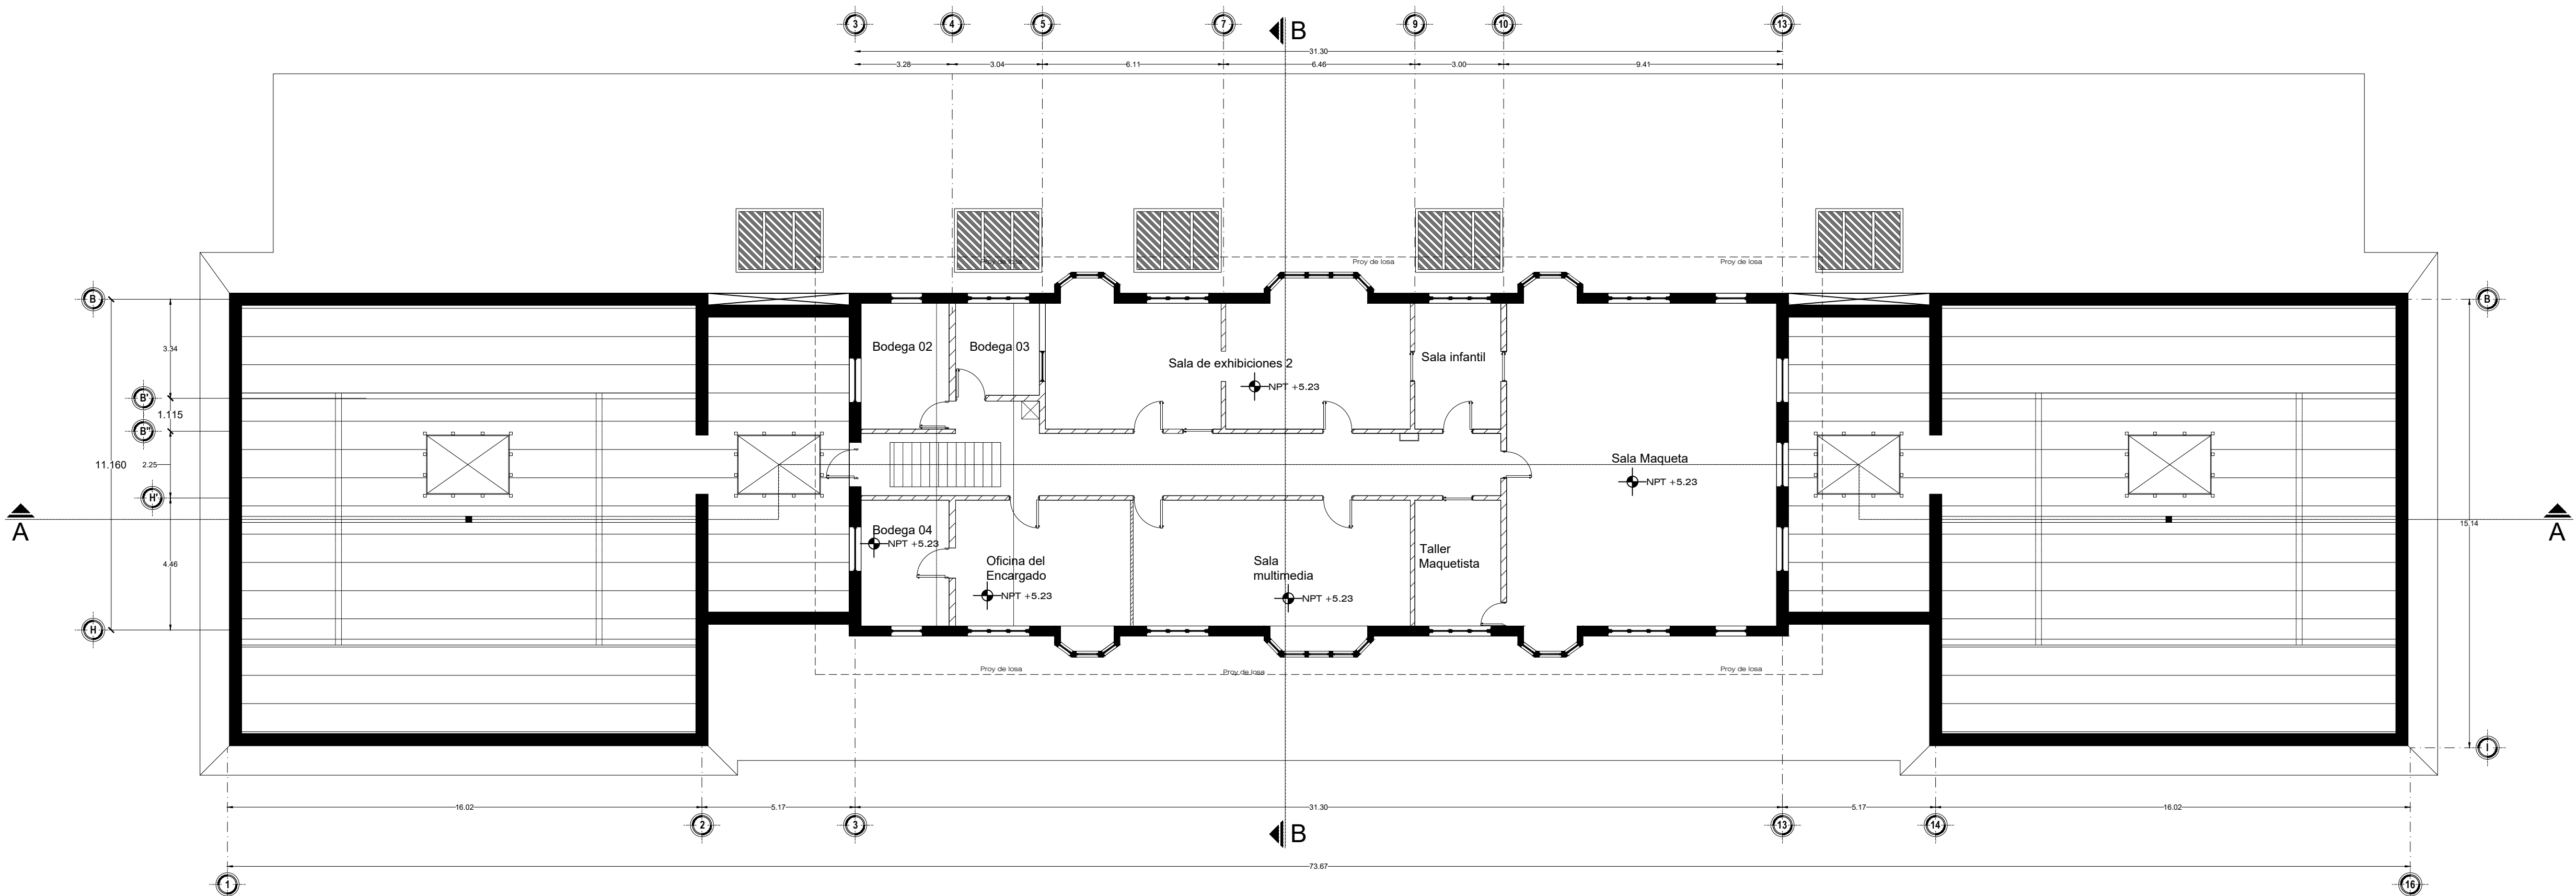 3
4
5
7
9
10
13
B
31.30
3.28
3.04
6.11
6.46
3.00
9.41
Proy de losa
Proy de losa
Proy de losa
B
B
3.34
Bodega 02
Bodega 03
Sala de exhibiciones 2
Sala infantil
NPT +5.23
B'
1.115
B''
11.160
2.25
Sala Maqueta
NPT +5.23
H'
A
A
15.14
Bodega 04
NPT +5.23
4.46
Oficina del
Encargado
NPT +5.23
Sala
multimedia
NPT +5.23
Taller
Maquetista
H
Proy de losa
Proy de losa
Proy de losa
I
16.02
5.17
31.30
5.17
16.02
2
3
B
13
14
73.67
1
16